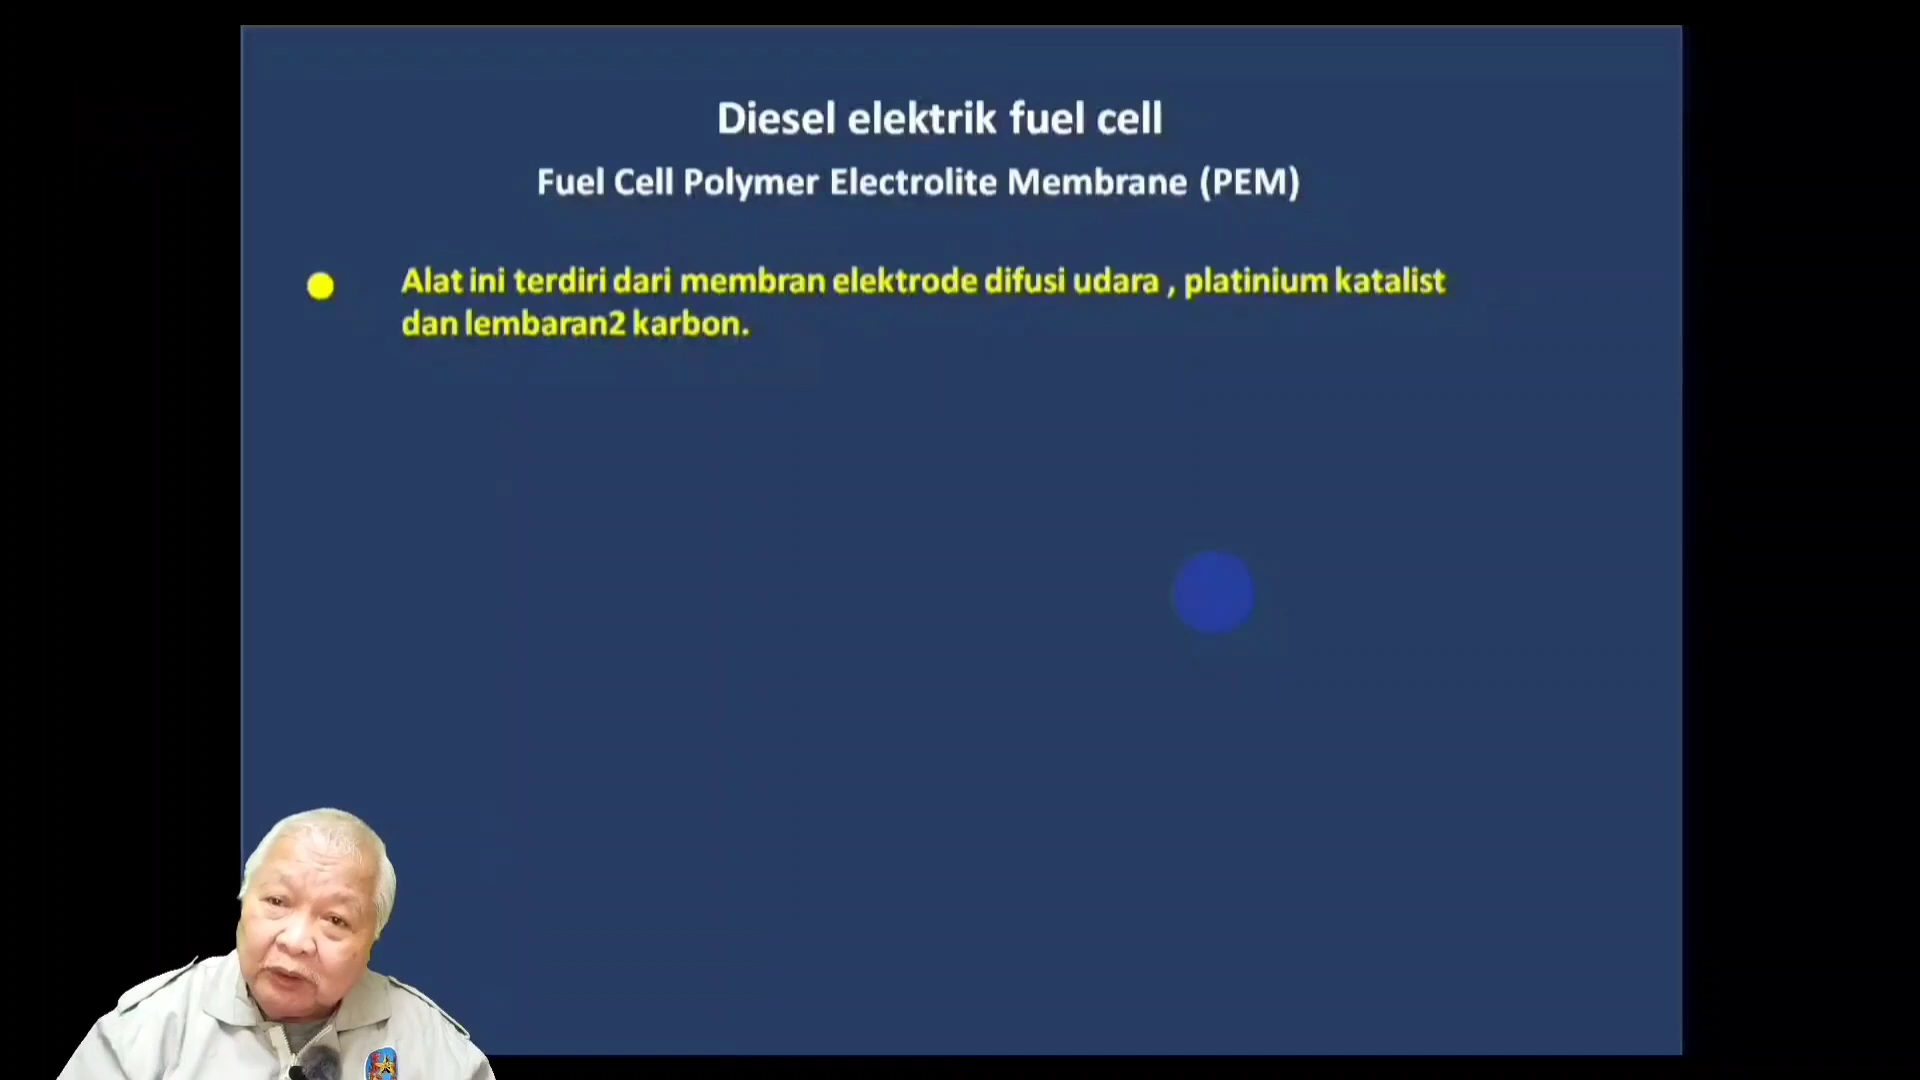 Diesel elektrik fuel cell
Fuel Cell Polymer Electrolite Membrane (PEM)
Alat ini terdiri dari membran elektrode difusi udara , platinium katalist
dan lembaran2 karbon.